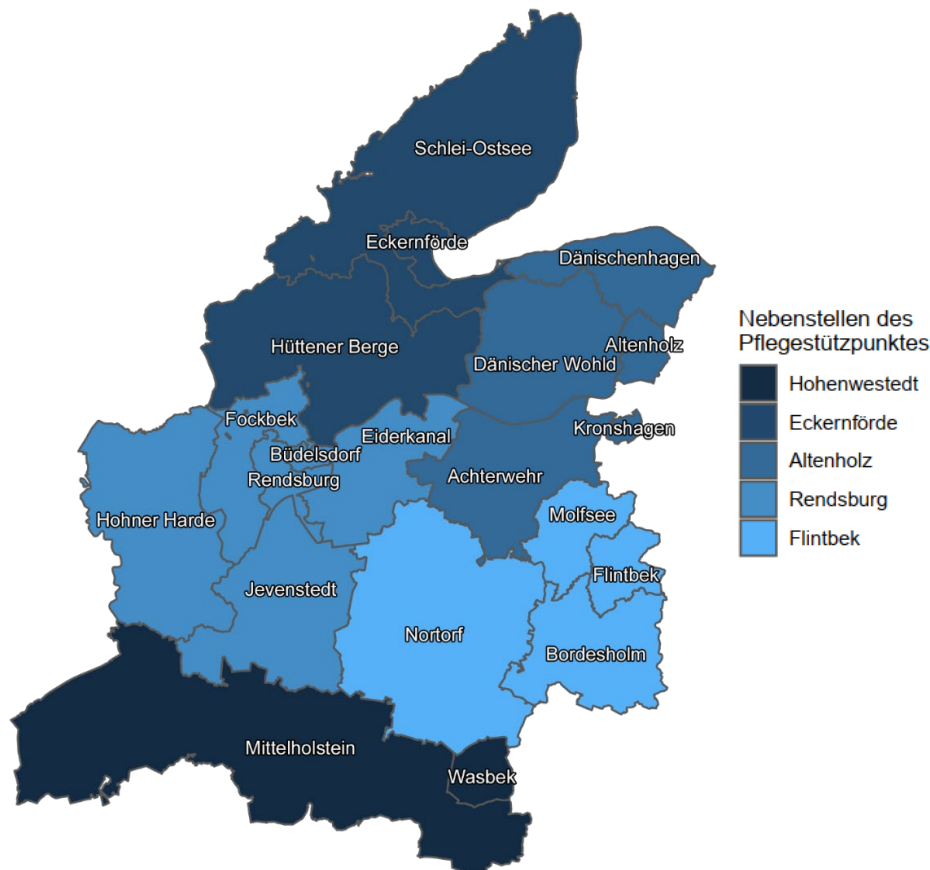 Schlei-Ostsee
Eckernförde
Dänischenhagen
Hüttener Berge
Dänischer Wohld
Altenholz
Fockbek
Eiderkanal
Kronshagen
Büdelsdorf
Rendsburg
Achterwehr
Hohner Harde
Molfsee
Flintbek
Jevenstedt
Nortorf
Bordesholm
Mittelholstein
Wasbek
Nebenstellen des
Pflegestützpunktes
Hohenwestedt
Eckernförde
Altenholz
Rendsburg
Flintbek